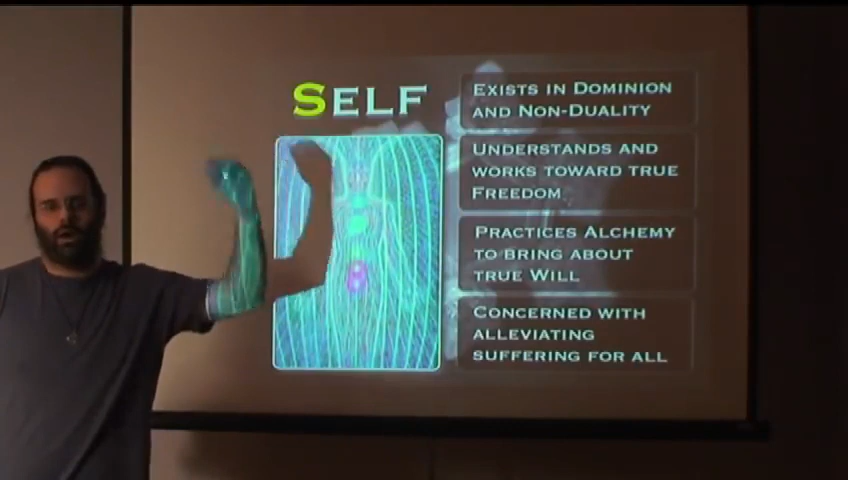 SELF
EXISTS IN DOMINION
AND NON-DUALITY
UNDERSTANDS AND
WORKS TOWARD TRUE
FREEDOM
PRACTICES ALCHEMY
TO BRING ABOUT
TRUE WILL
CONCERNED WITH
ALLEVIATING
SUFFERING FOR ALL